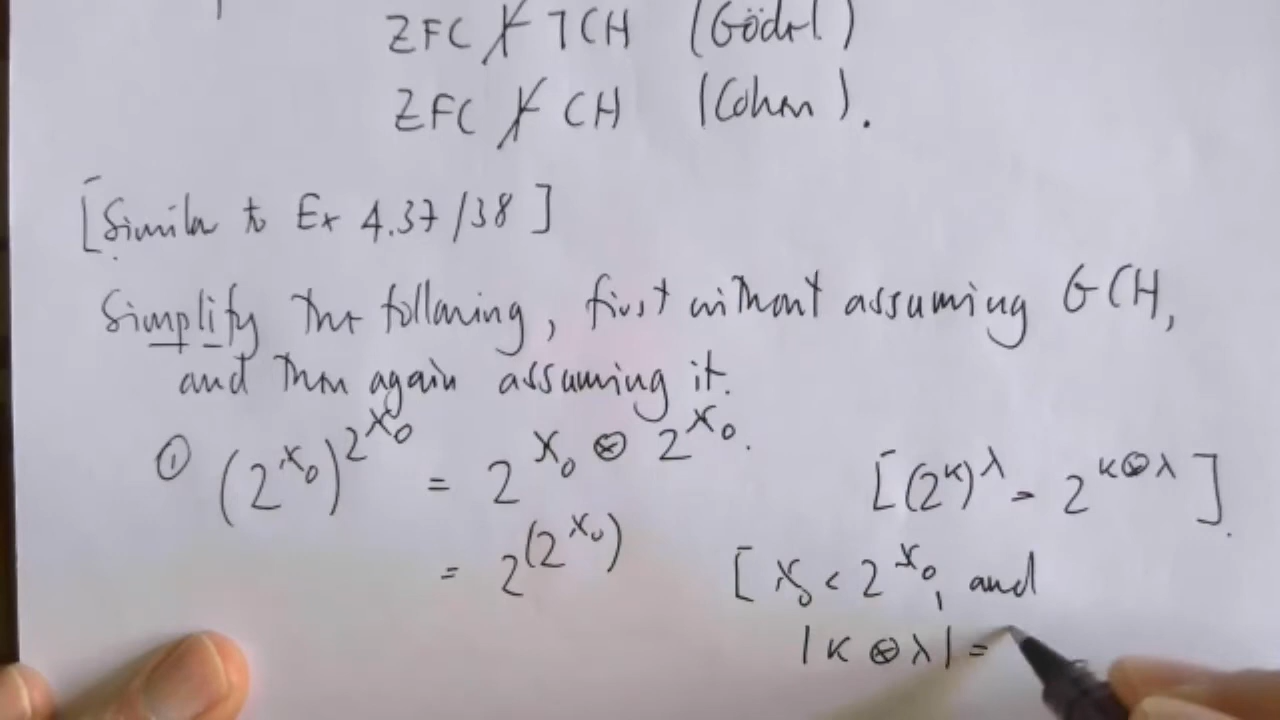 ZFC ⊬ ¬CH (Gödel)
ZFC ⊬ CH (Cohen).
[Similar to Ex 4.37/38]
Simplify the following, first without assuming GCH,
and then again assuming it.
① (2^ℵ₀)^2^ℵ₀ = 2^ℵ₀ ⊗ 2^ℵ₀. [(2^κ)^λ = 2^κ⊗λ].
= 2^(2^ℵ₀) [ℵ₀ < 2^ℵ₀, and
|κ ⊗ λ| =